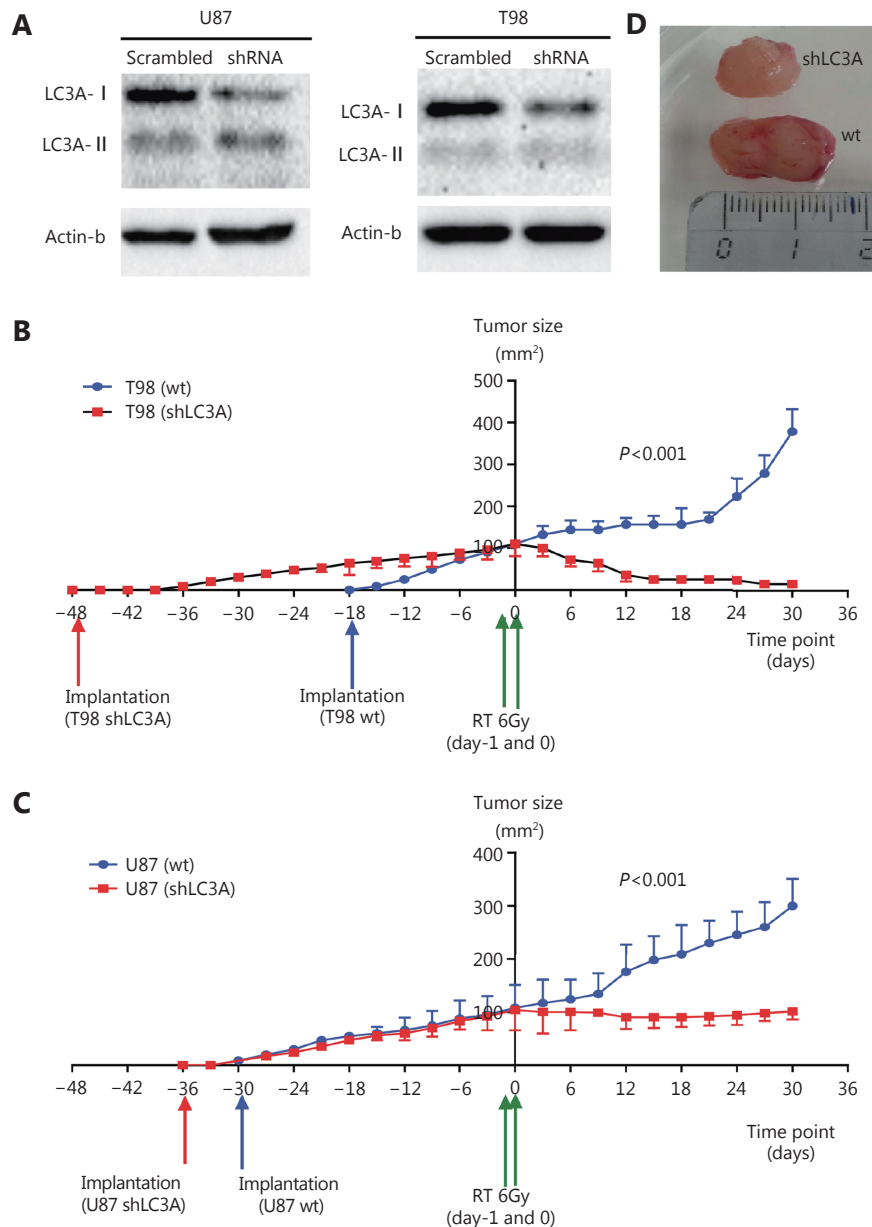 A
U87
Scrambled shRNA
LC3A- I
LC3A- II
Actin-b
T98
Scrambled shRNA
LC3A- I
LC3A- II
Actin-b
D
shLC3A
wt
0 1 2
B
Tumor size
(mm²)
T98 (wt)
T98 (shLC3A)
500
400
300
200
100
P<0.001
−48 −42 −36 −30 −24 −18 −12 −6 0 6 12 18 24 30 36
Time point
(days)
Implantation
(T98 shLC3A)
Implantation
(T98 wt)
RT 6Gy
(day-1 and 0)
C
Tumor size
(mm²)
U87 (wt)
U87 (shLC3A)
400
300
200
100
P<0.001
−48 −42 −36 −30 −24 −18 −12 −6 0 6 12 18 24 30 36
Time point
(days)
Implantation
(U87 shLC3A)
Implantation
(U87 wt)
RT 6Gy
(day-1 and 0)